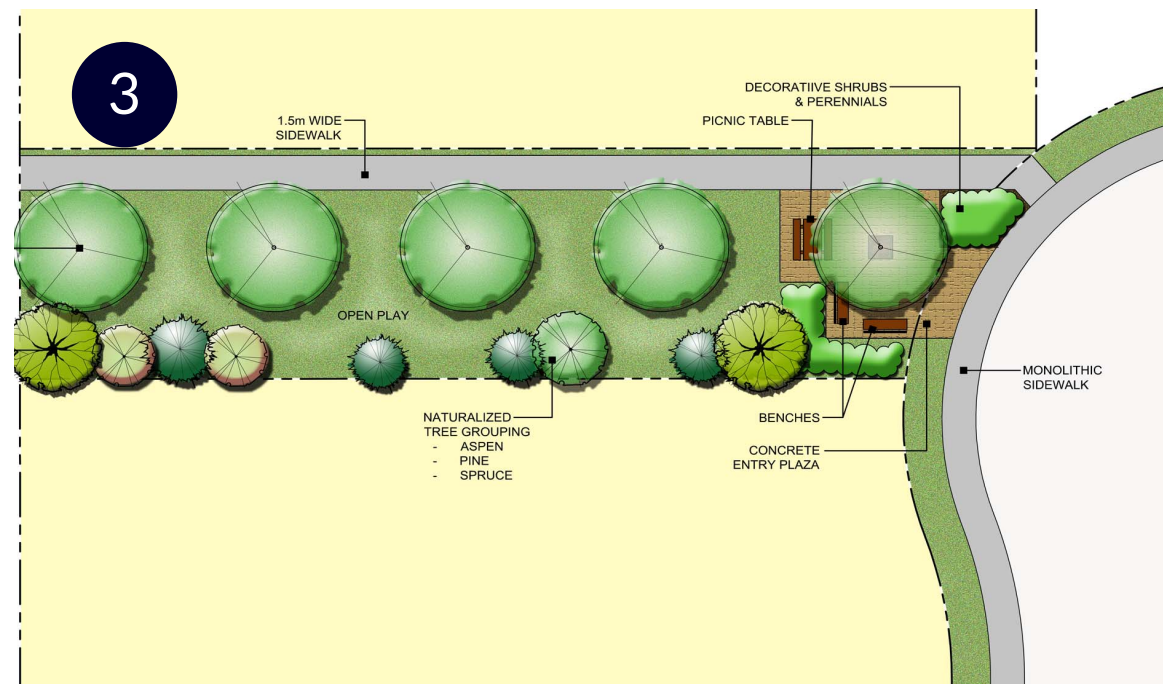 3
DECORATIIVE SHRUBS
& PERENNIALS
1.5m WIDE
SIDEWALK
PICNIC TABLE
OPEN PLAY
MONOLITHIC
SIDEWALK
NATURALIZED
TREE GROUPING
- ASPEN
- PINE
- SPRUCE
BENCHES
CONCRETE
ENTRY PLAZA